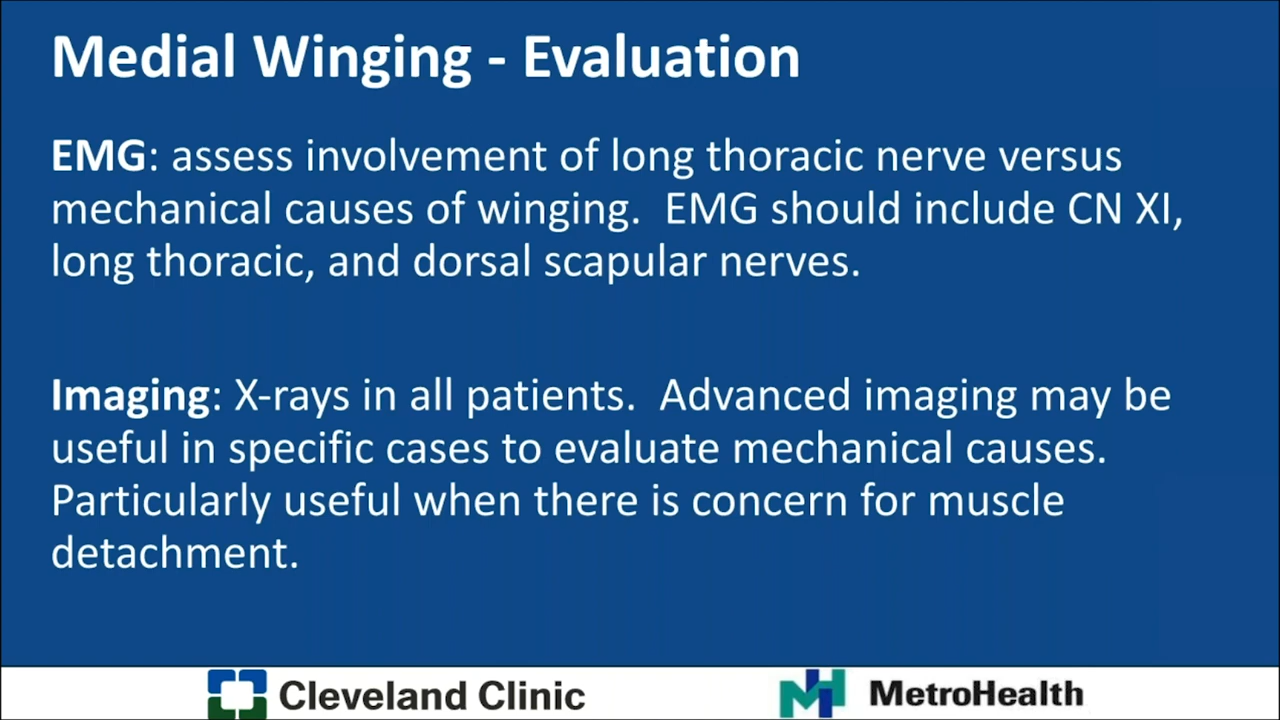 Medial Winging - Evaluation
EMG: assess involvement of long thoracic nerve versus
mechanical causes of winging.  EMG should include CN XI,
long thoracic, and dorsal scapular nerves.
Imaging: X-rays in all patients.  Advanced imaging may be
useful in specific cases to evaluate mechanical causes.
Particularly useful when there is concern for muscle
detachment.
Cleveland Clinic
MetroHealth